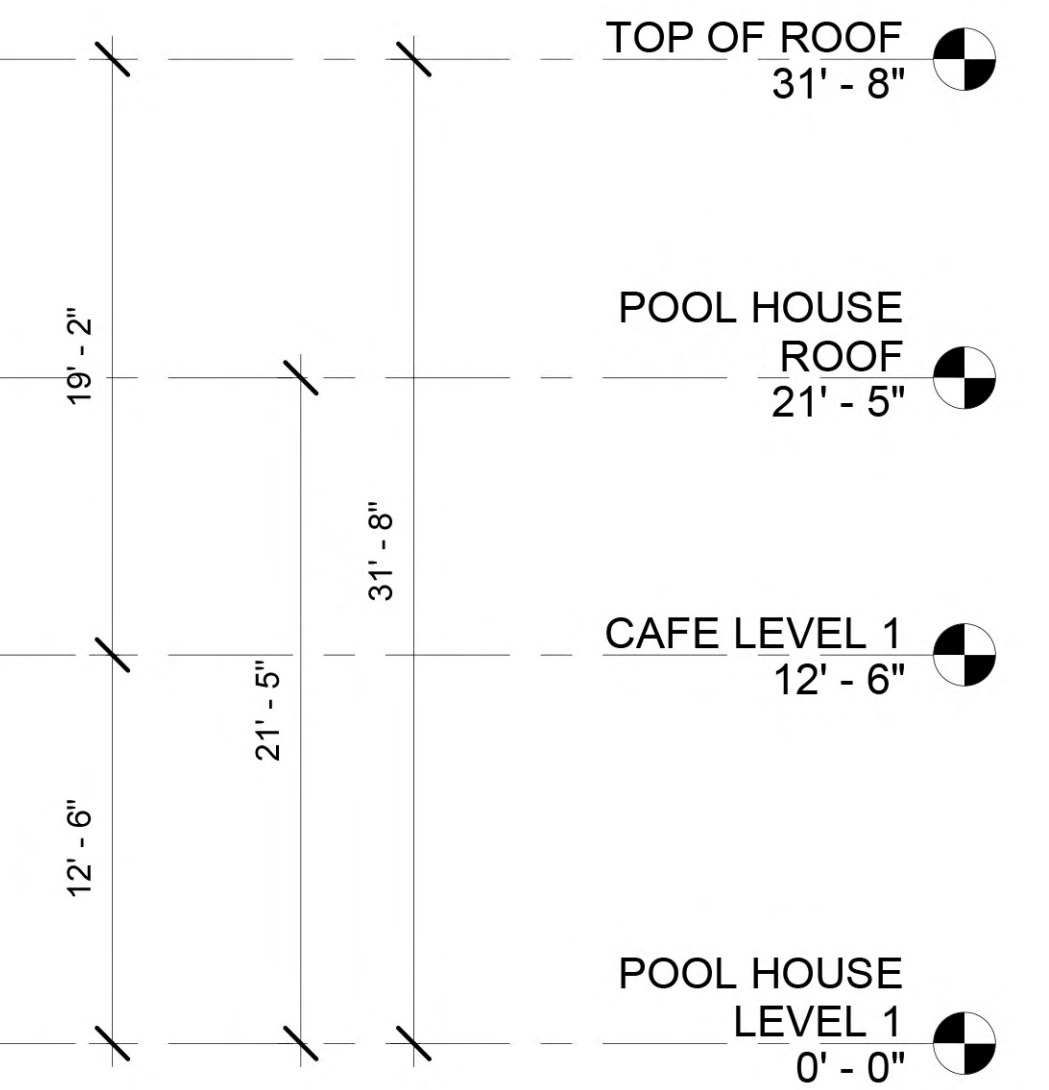 TOP OF ROOF
31' - 8"
POOL HOUSE
ROOF
21' - 5"
19' - 2"
31' - 8"
CAFE LEVEL 1
12' - 6"
21' - 5"
12' - 6"
POOL HOUSE
LEVEL 1
0' - 0"